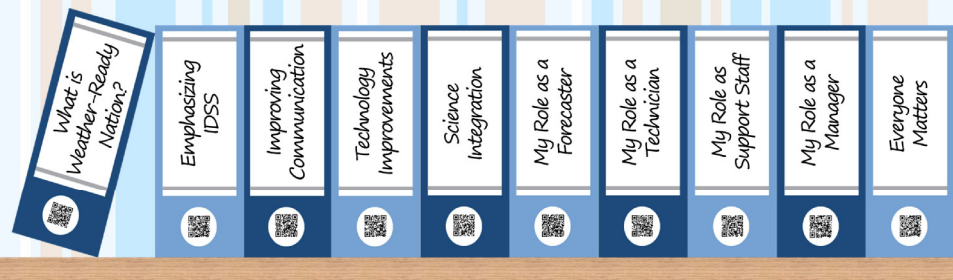 What is
Weather-Ready
Nation?
Emphasizing
IDSS
Improving
Communication
Technology
Improvements
Science
Integration
My Role as a
Forecaster
My Role as a
Technician
My Role as
Support Staff
My Role as a
Manager
Everyone
Matters